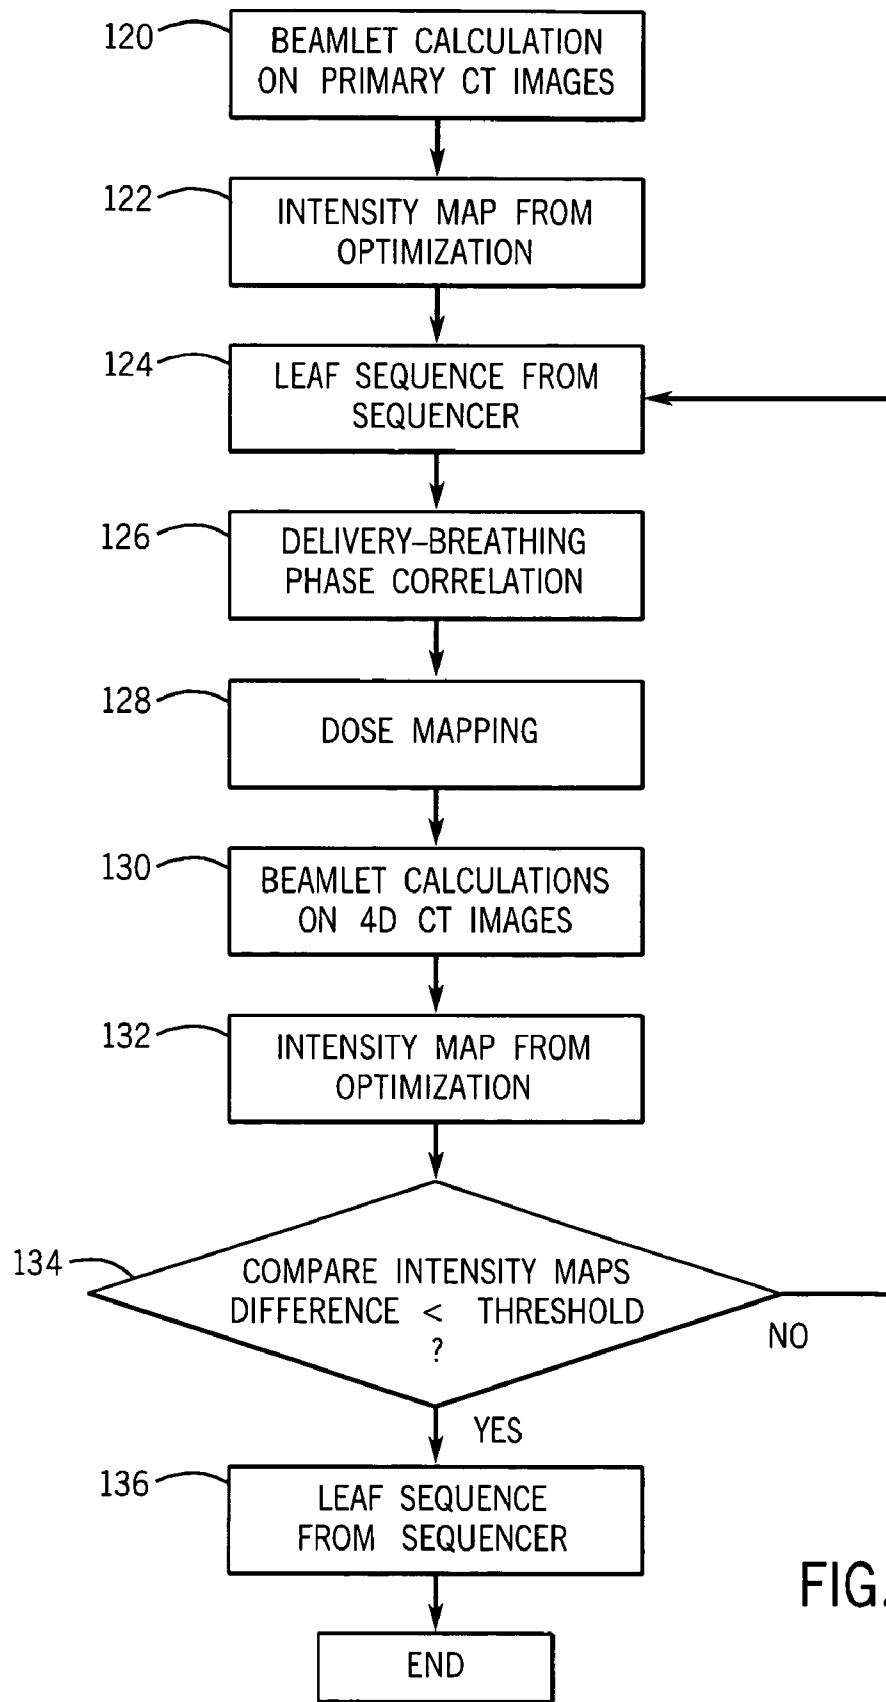 120
BEAMLET CALCULATION
ON PRIMARY CT IMAGES
122
INTENSITY MAP FROM
OPTIMIZATION
124
LEAF SEQUENCE FROM
SEQUENCER
126
DELIVERY–BREATHING
PHASE CORRELATION
128
DOSE MAPPING
130
BEAMLET CALCULATIONS
ON 4D CT IMAGES
132
INTENSITY MAP FROM
OPTIMIZATION
134
COMPARE INTENSITY MAPS
DIFFERENCE < THRESHOLD
?
NO
YES
136
LEAF SEQUENCE
FROM SEQUENCER
FIG.
END